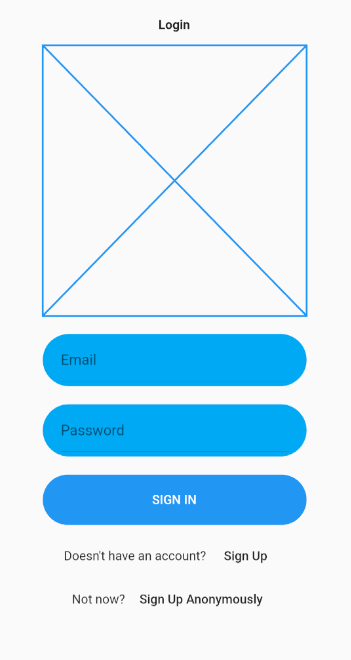 Login
Email
Password
SIGN IN
Doesn't have an account? Sign Up
Not now? Sign Up Anonymously